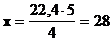 x = 22,4·5/4 = 28